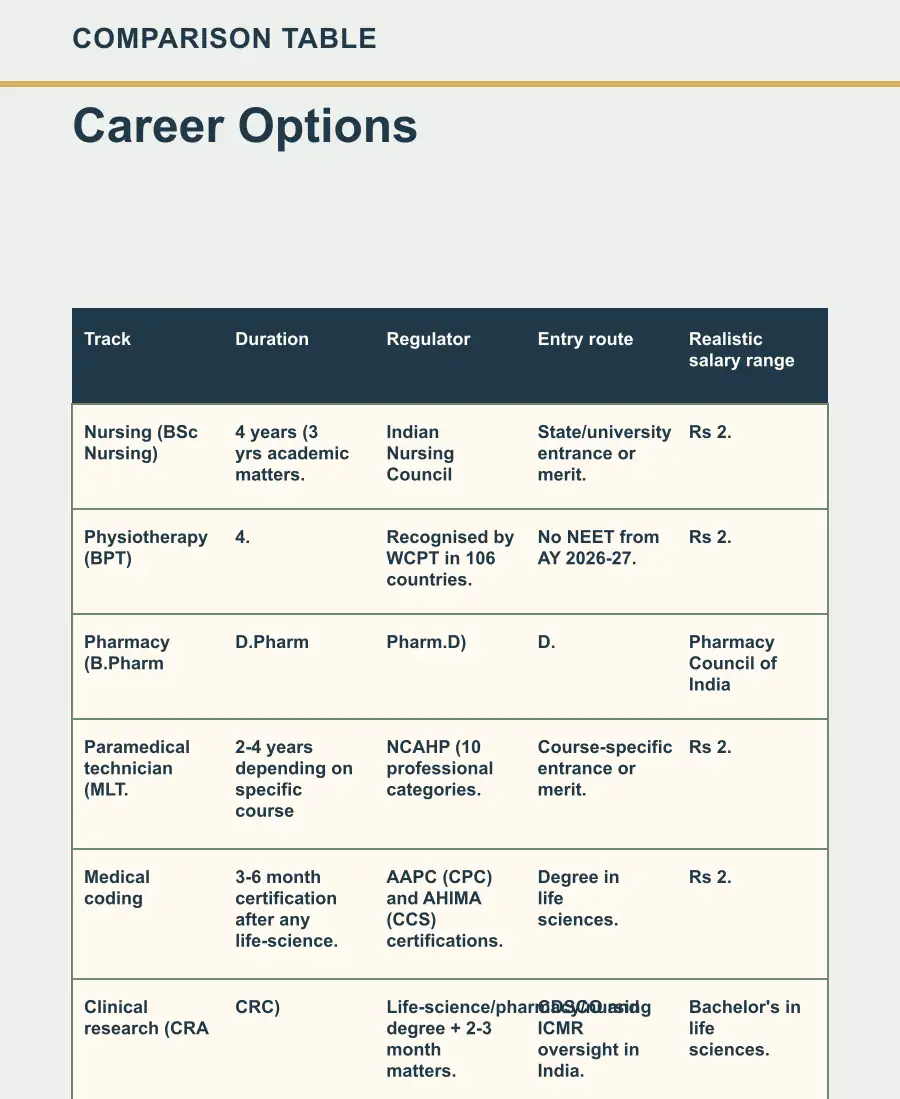 COMPARISON TABLE
Career Options
Track
Duration
Regulator
Entry route
Realistic
salary range
Nursing (BSc
Nursing)
4 years (3
yrs academic
matters.
Indian
Nursing
Council
State/university
entrance or
merit.
Rs 2.
Physiotherapy
(BPT)
4.
Recognised by
WCPT in 106
countries.
No NEET from
AY 2026-27.
Rs 2.
Pharmacy
(B.Pharm
D.Pharm
Pharm.D)
D.
Pharmacy
Council of
India
Paramedical
technician
(MLT.
2-4 years
depending on
specific
course
NCAHP (10
professional
categories.
Course-specific
entrance or
merit.
Rs 2.
Medical
coding
3-6 month
certification
after any
life-science.
AAPC (CPC)
and AHIMA
(CCS)
certifications.
Degree in
life
sciences.
Rs 2.
Clinical
research (CRA
CRC)
Life-science/pharmacy/nursing
degree + 2-3
month
matters.
CDSCO and
ICMR
oversight in
India.
Bachelor's in
life
sciences.